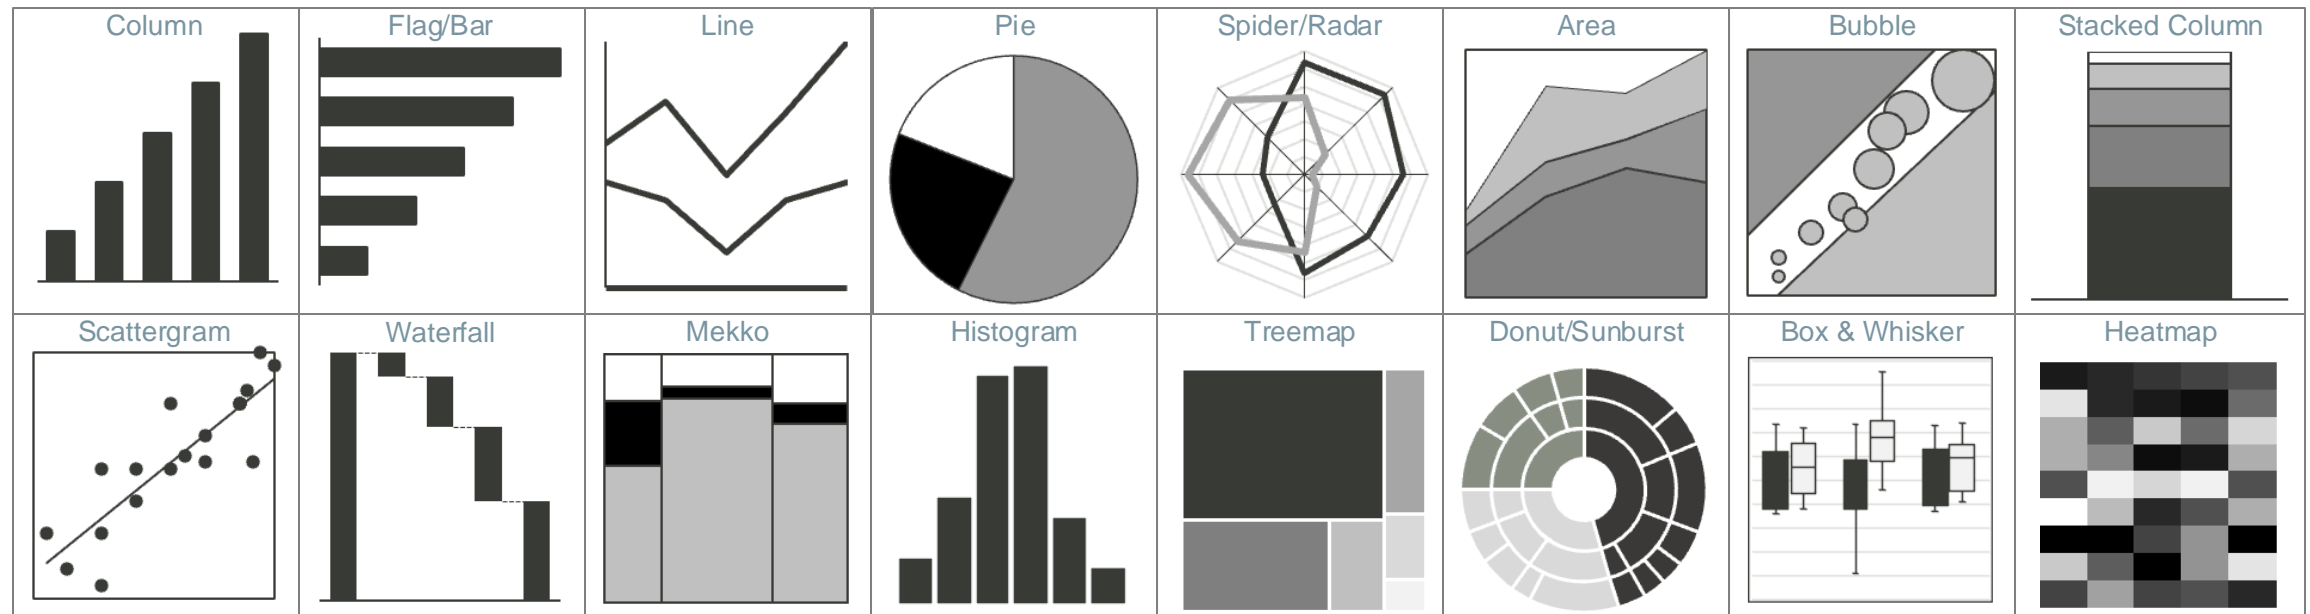 Column
Flag/Bar
Line
Pie
Spider/Radar
Area
Bubble
Stacked Column
Scattergram
Waterfall
Mekko
Histogram
Treemap
Donut/Sunburst
Box & Whisker
Heatmap